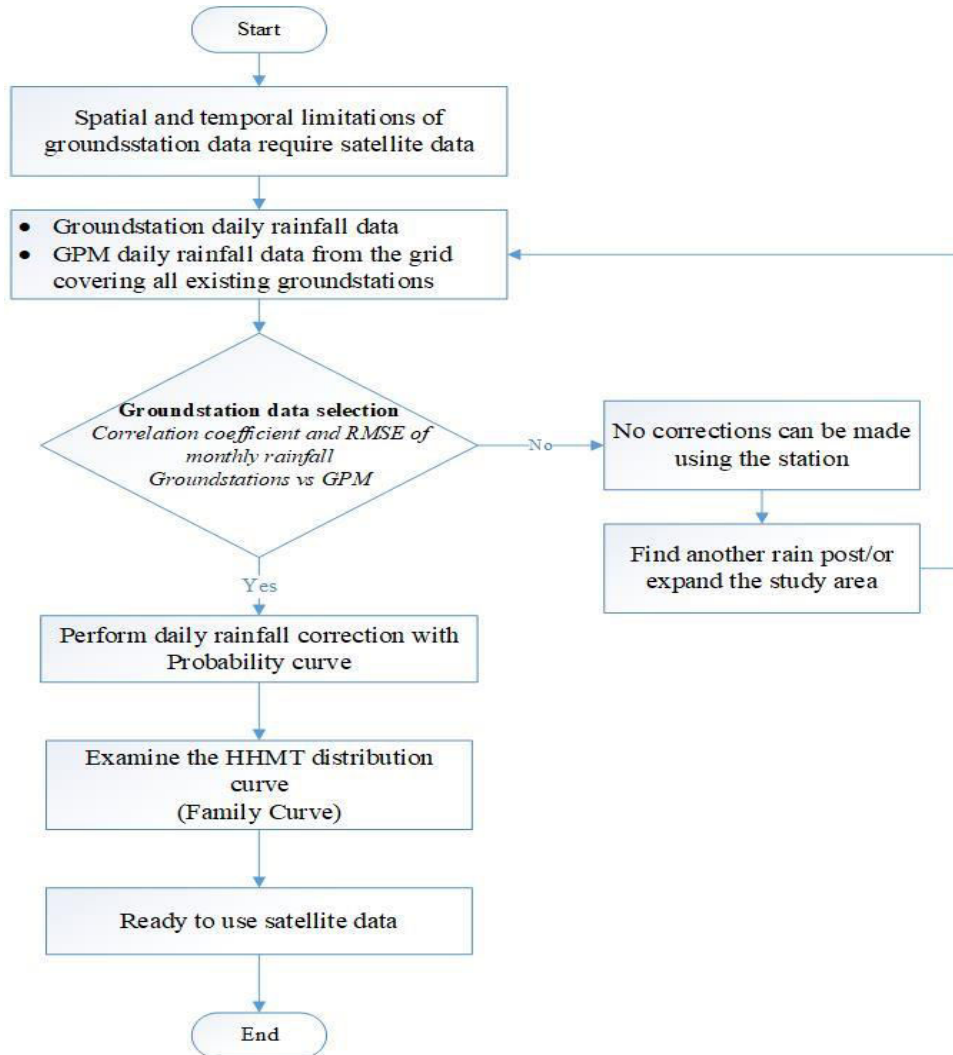 Start
Spatial and temporal limitations of
groundsstation data require satellite data
● Groundstation daily rainfall data
● GPM daily rainfall data from the grid
covering all existing groundstations
Groundstation data selection
Correlation coefficient and RMSE of
monthly rainfall
Groundstations vs GPM
No
No corrections can be made
using the station
Find another rain post/or
expand the study area
Yes
Perform daily rainfall correction with
Probability curve
Examine the HHMT distribution
curve
(Family Curve)
Ready to use satellite data
End